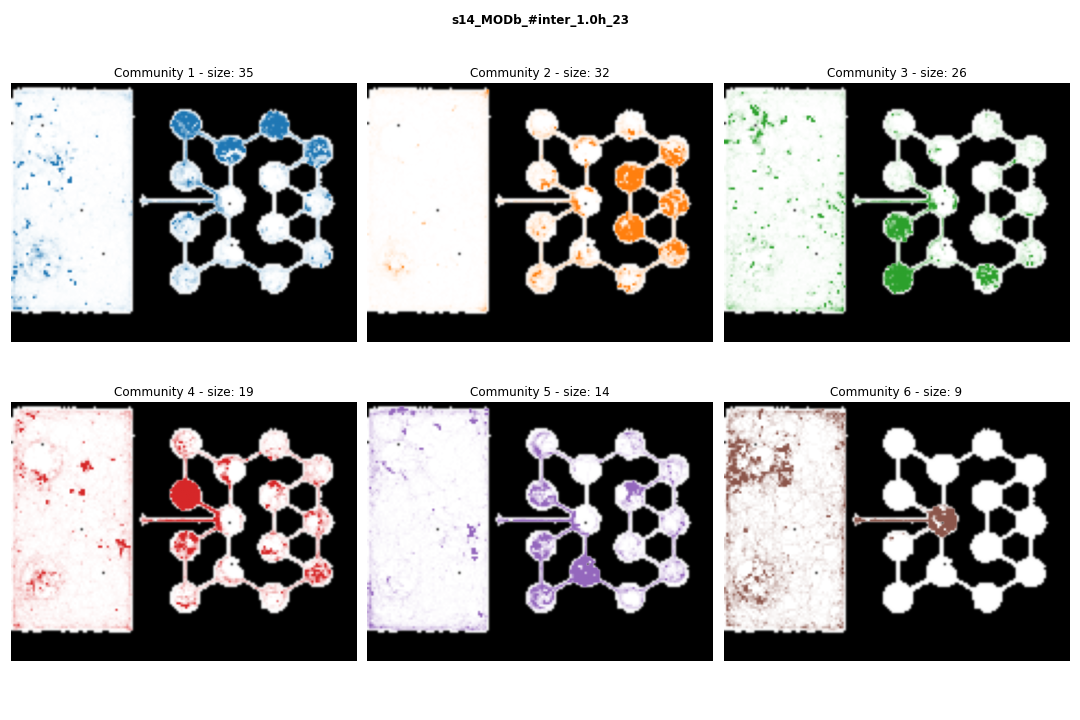 s14_MODb_#inter_1.0h_23
Community 1 - size: 35
Community 2 - size: 32
Community 3 - size: 26
Community 4 - size: 19
Community 5 - size: 14
Community 6 - size: 9